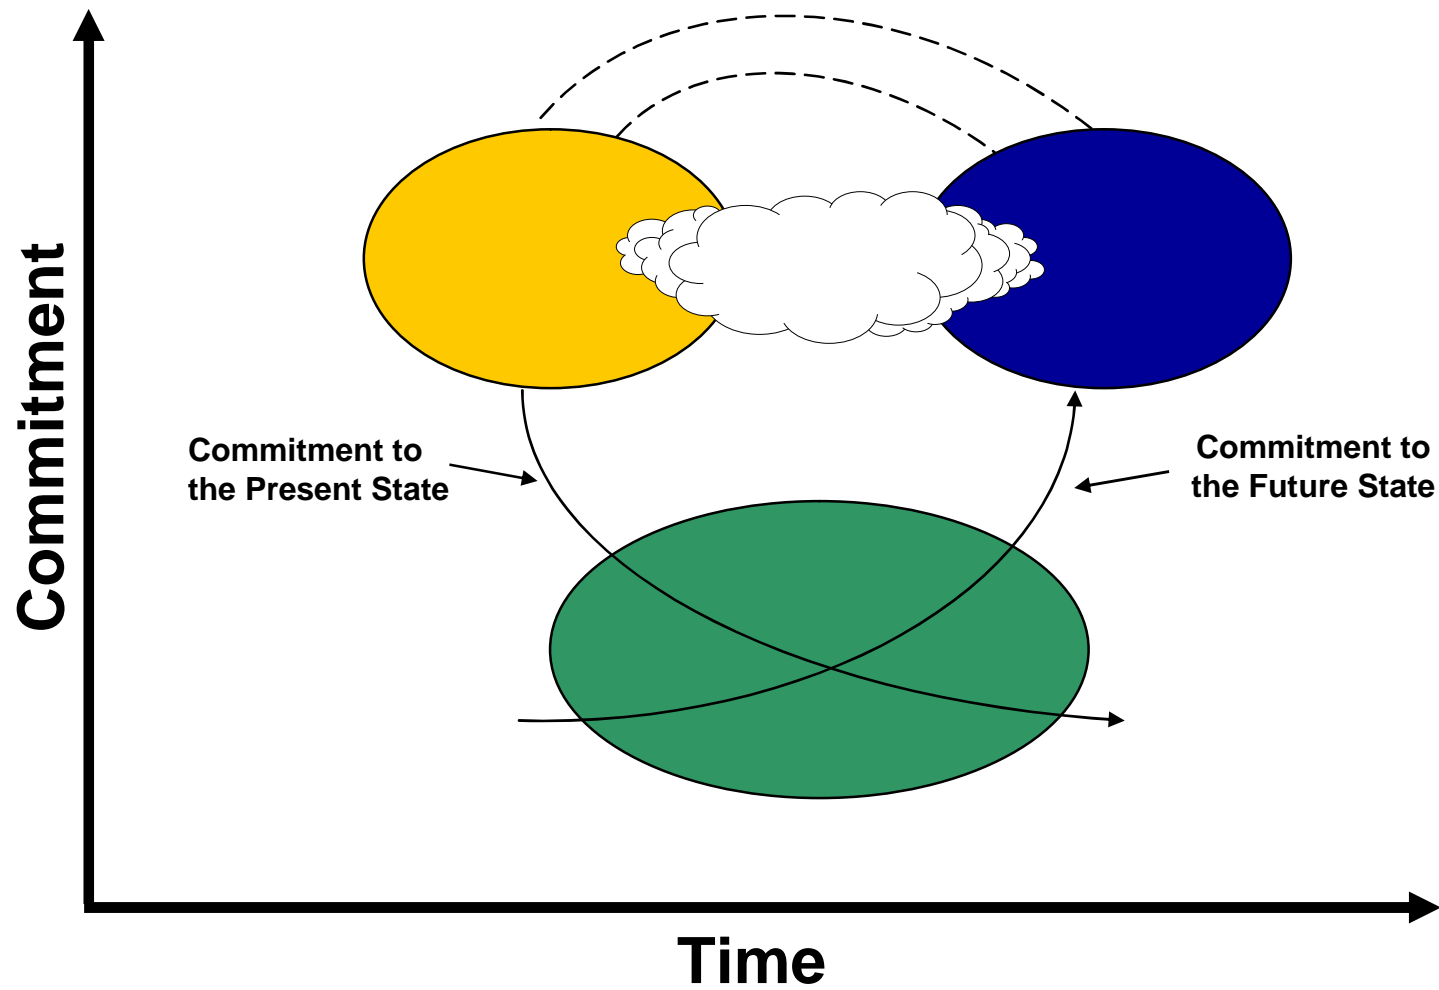 Commitment
Commitment to
the Present State
Commitment to
the Future State
Time